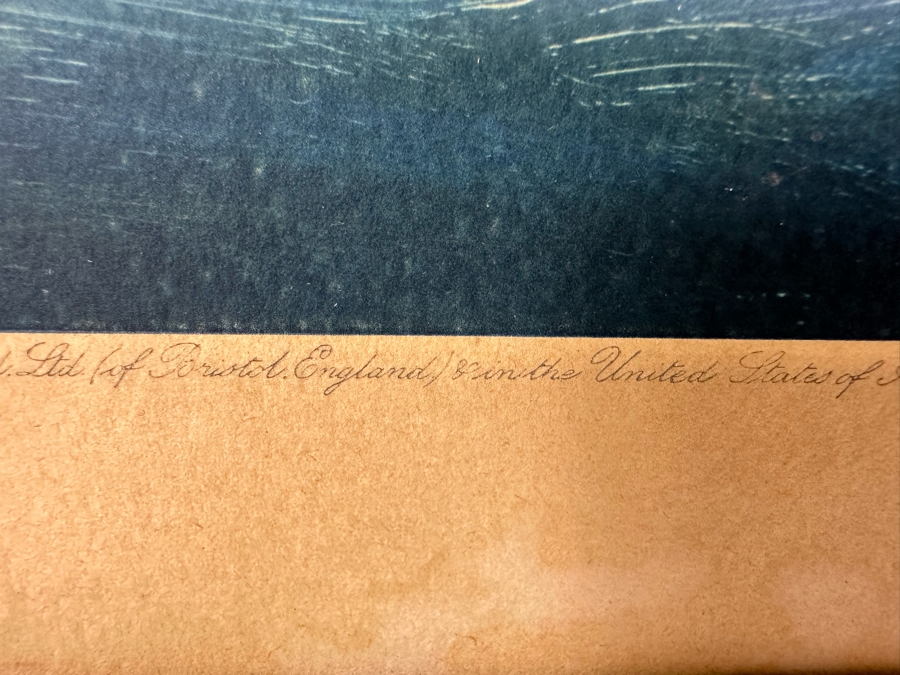 . Ltd (of Bristol. England,) & in the United States of